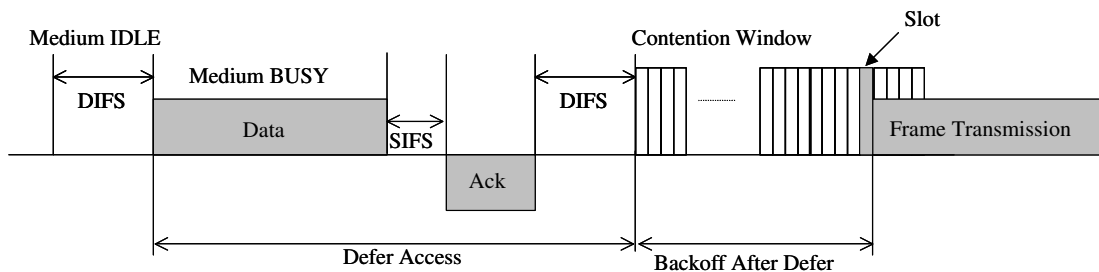 Slot
Medium IDLE
Contention Window
Medium BUSY
DIFS
DIFS
Data
SIFS
Frame Transmission
Ack
Defer Access
Backoff After Defer